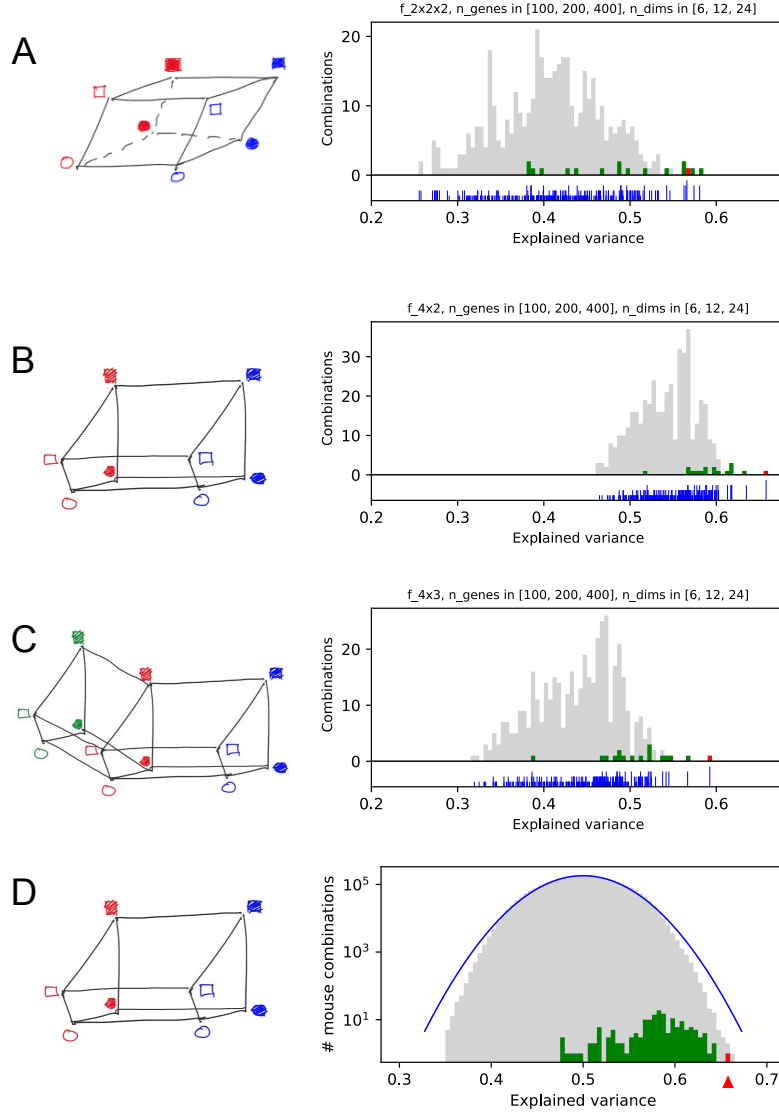 A
f_2x2x2, n_genes in [100, 200, 400], n_dims in [6, 12, 24]
20
10
0
Combinations
0.2 0.3 0.4 0.5 0.6
Explained variance
B
f_4x2, n_genes in [100, 200, 400], n_dims in [6, 12, 24]
30
20
10
0
Combinations
0.2 0.3 0.4 0.5 0.6
Explained variance
C
f_4x3, n_genes in [100, 200, 400], n_dims in [6, 12, 24]
20
10
0
Combinations
0.2 0.3 0.4 0.5 0.6
Explained variance
D
10⁵
10³
10¹
# mouse combinations
0.3 0.4 0.5 0.6 0.7
Explained variance